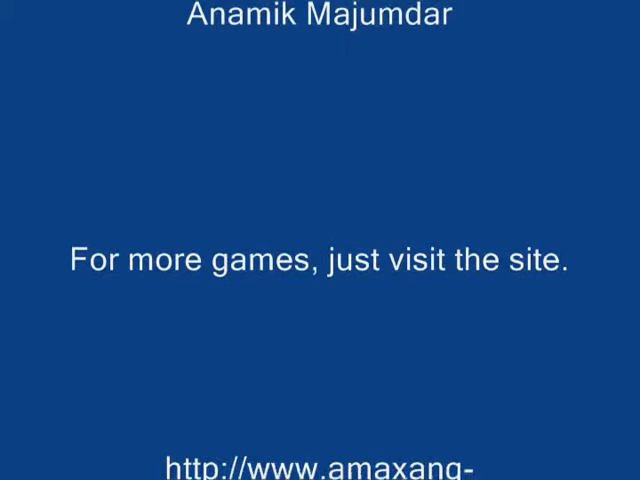 Anamik Majumdar
For more games, just visit the site.
http://www.amaxang-